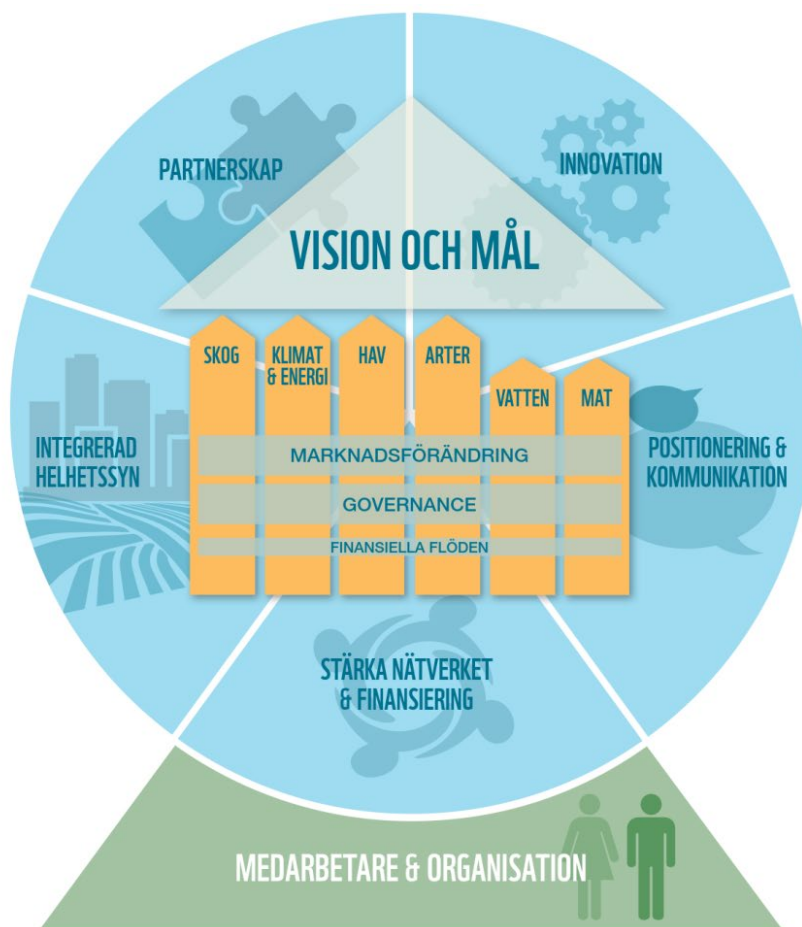 PARTNERSKAP
INNOVATION
VISION OCH MÅL
SKOG
KLIMAT
& ENERGI
HAV
ARTER
VATTEN
MAT
INTEGRERAD
HELHETSSYN
MARKNADSFÖRÄNDRING
GOVERNANCE
FINANSIELLA FLÖDEN
POSITIONERING &
KOMMUNIKATION
STÄRKA NÄTVERKET
& FINANSIERING
MEDARBETARE & ORGANISATION